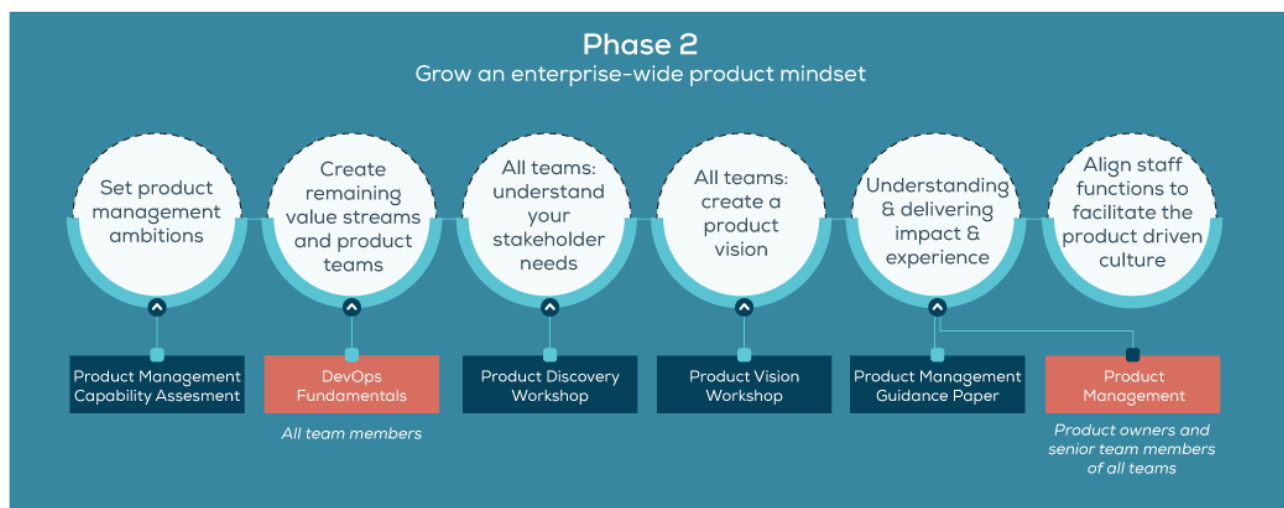 Phase 2
Grow an enterprise-wide product mindset
Set product
management
ambitions
Create
remaining
value streams
and product
teams
All teams:
understand
your
stakeholder
needs
All teams:
create a
product
vision
Understanding
& delivering
impact &
experience
Align staff
functions to
facilitate the
product driven
culture
Product Management
Capability Assesment
DevOps
Fundamentals
All team members
Product Discovery
Workshop
Product Vision
Workshop
Product Management
Guidance Paper
Product
Management
Product owners and
senior team members
of all teams